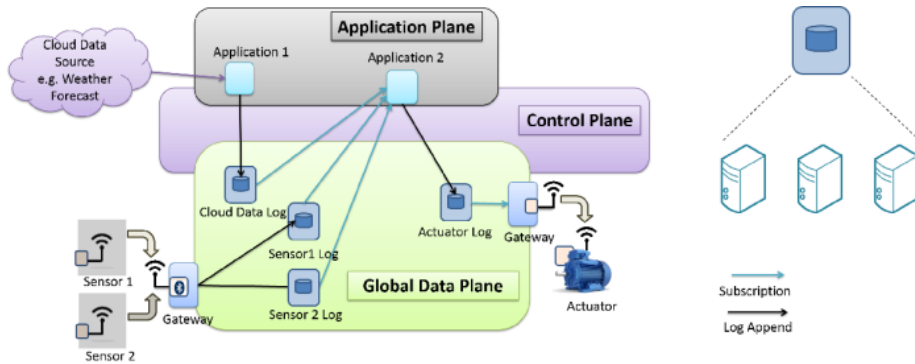 Application Plane
Cloud Data
Source
e.g. Weather
Forecast
Application 1
Application 2
Control Plane
Cloud Data Log
Sensor1 Log
Actuator Log
Gateway
Sensor 1
Gateway
Sensor 2 Log
Global Data Plane
Actuator
Sensor 2
Subscription
Log Append